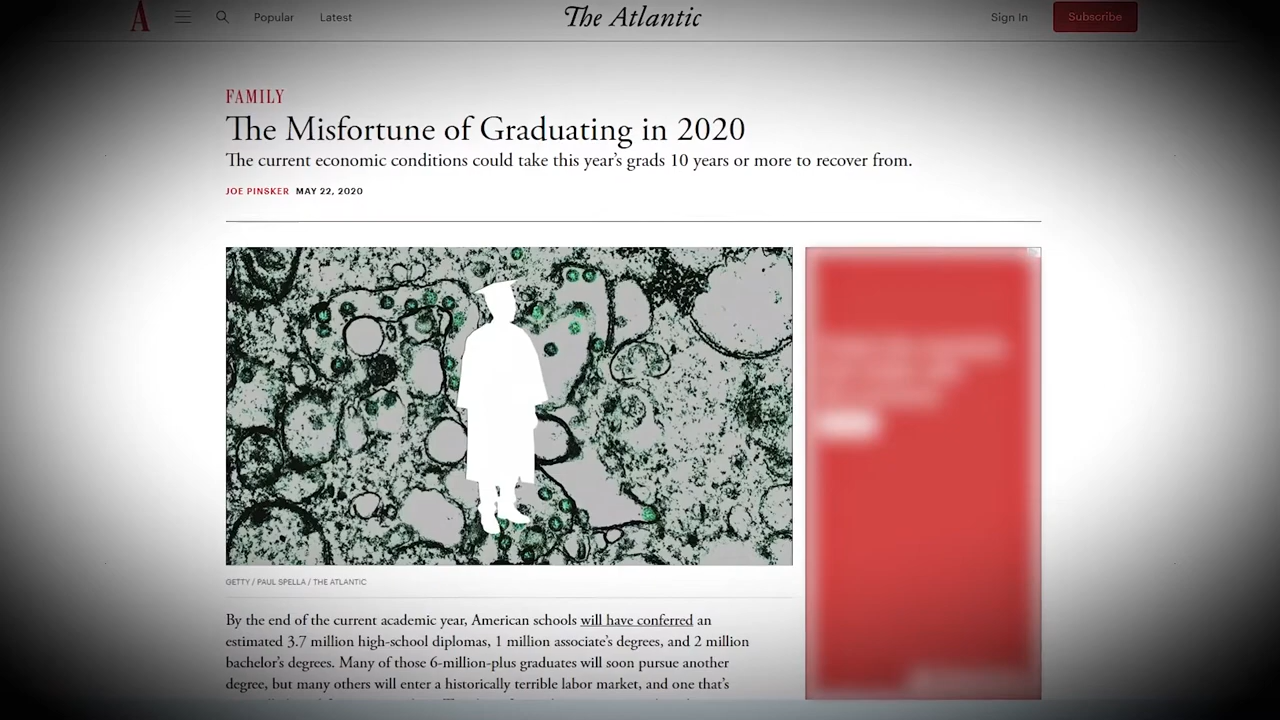 A
Popular
Latest
The Atlantic
Sign In
Subscribe
FAMILY
The Misfortune of Graduating in 2020
The current economic conditions could take this year's grads 10 years or more to recover from.
JOE PINSKER MAY 22, 2020
GETTY / PAUL SPELLA / THE ATLANTIC
By the end of the current academic year, American schools will have conferred an
estimated 3.7 million high-school diplomas, 1 million associate's degrees, and 2 million
bachelor's degrees. Many of those 6-million-plus graduates will soon pursue another
degree, but many others will enter a historically terrible labor market, and one that's